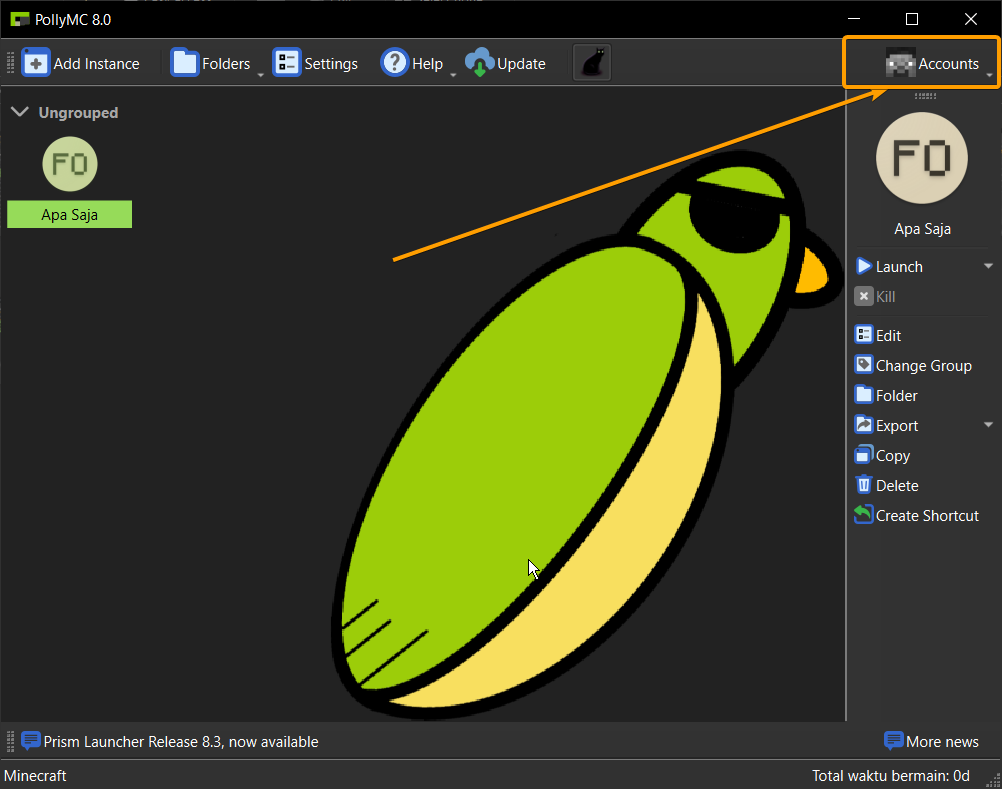 PollyMC 8.0
Add Instance
Folders
Settings
Help
Update
Accounts
Ungrouped
FO
Apa Saja
FO
Apa Saja
Launch
Kill
Edit
Change Group
Folder
Export
Copy
Delete
Create Shortcut
Prism Launcher Release 8.3, now available
More news
Minecraft
Total waktu bermain: 0d